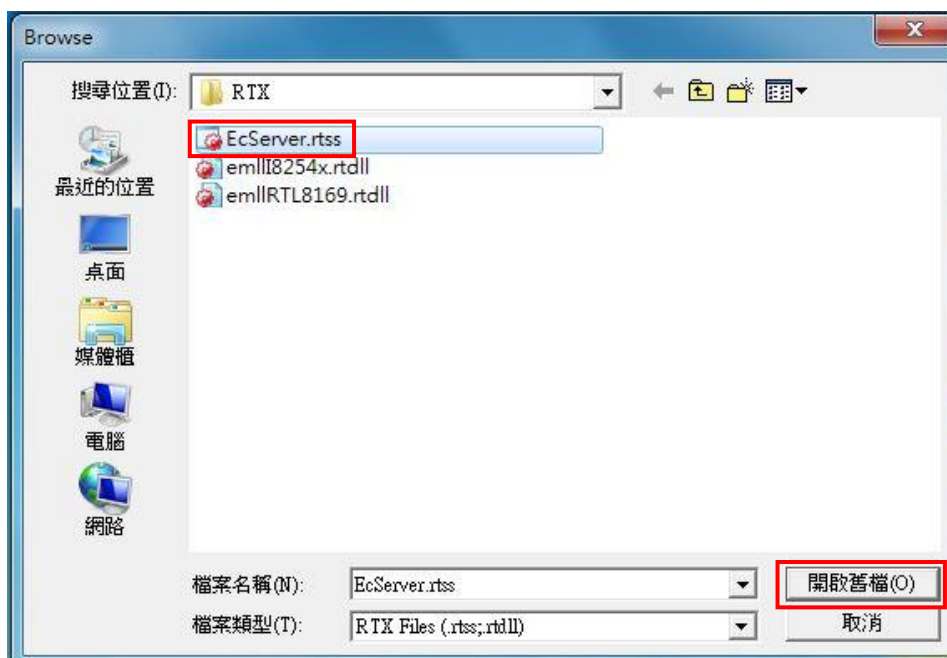 Browse
搜尋位置(I):
RTX
EcServer.rtss
emllI8254x.rtdll
emllRTL8169.rtdll
最近的位置
桌面
媒體櫃
電腦
網路
檔案名稱(N):
EcServer.rtss
開啟舊檔(O)
檔案類型(T):
RTX Files (.rtss;.rtdll)
取消